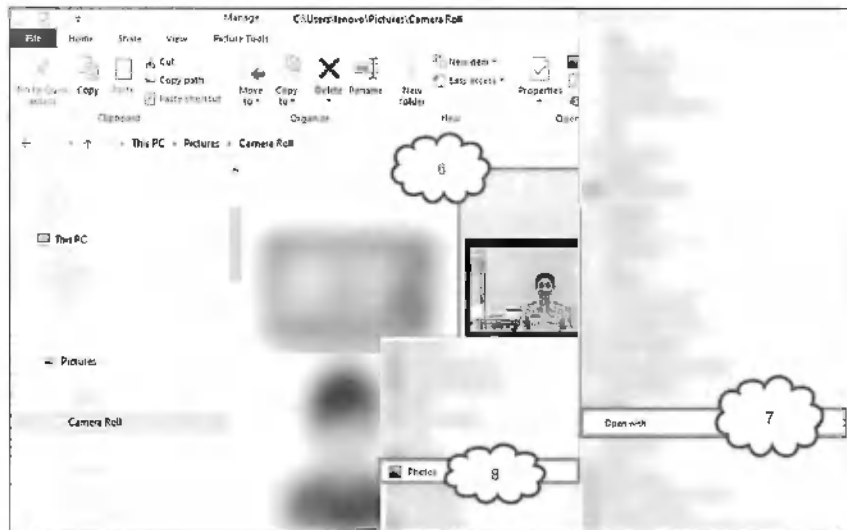 Manage C:\Users\lenovo\Pictures\Camera Roll
File Home Share View Picture Tools
Cut
Copy path
Paste shortcut
Copy Paste
Move to Copy to Delete Rename
New folder
New item
Easy access
Properties
Clipboard Organize New Open
This PC Pictures Camera Roll
6
This PC
Pictures
Open with 7
Camera Roll
Photos 8